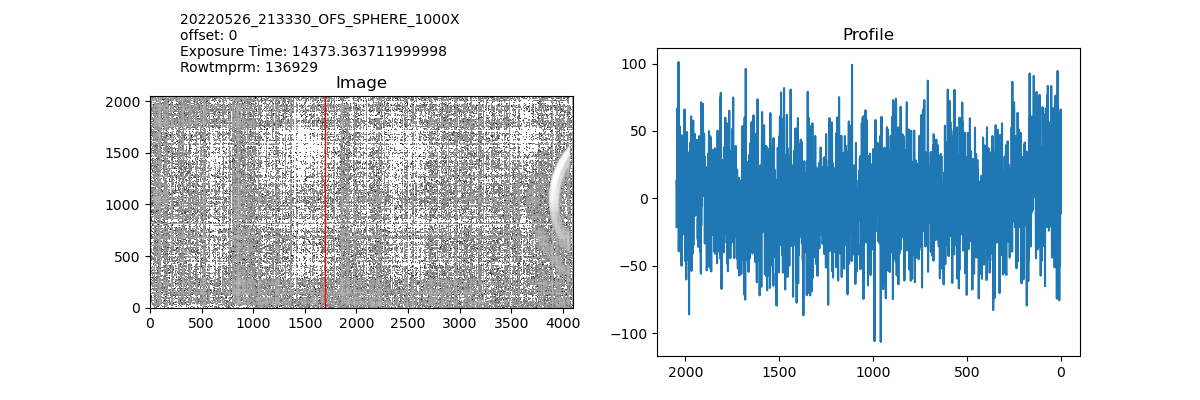 20220526_213330_OFS_SPHERE_1000X
offset: 0
Exposure Time: 14373.363711999998
Rowtmprm: 136929
Image
2000
1500
1000
500
0
0 500 1000 1500 2000 2500 3000 3500 4000
Profile
100
50
0
−50
−100
2000 1500 1000 500 0